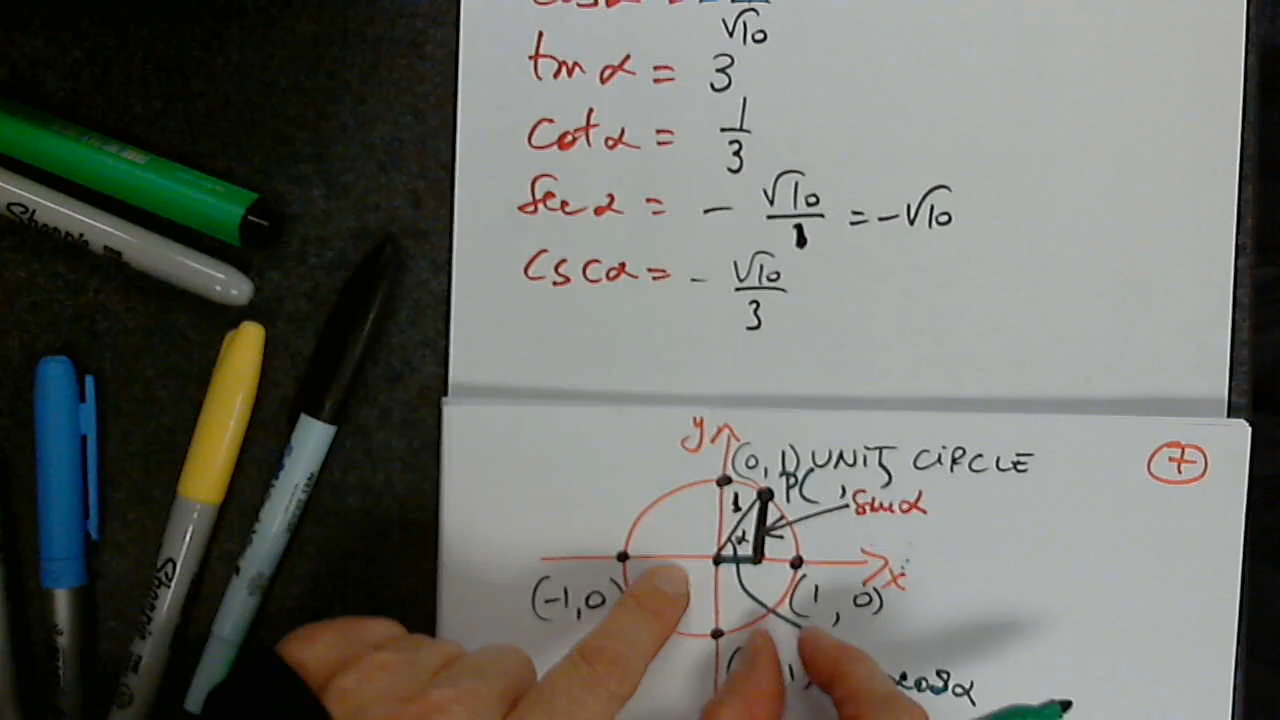 √10
tan α = 3
cot α = 1/3
sec α = - √10/1 = -√10
csc α = - √10/3
Sharpie
y (0,1) UNIT CIRCLE 7
1 P( ,
sin α
α
x
(-1,0) (1, 0)
cos α
Sharpie